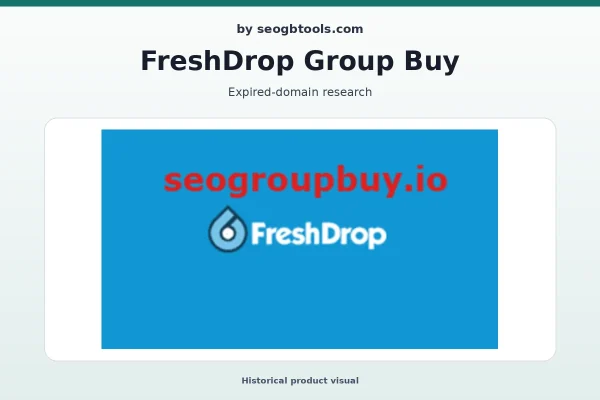 by seogbtools.com
FreshDrop Group Buy
Expired-domain research
seogroupbuy.io
FreshDrop
Historical product visual